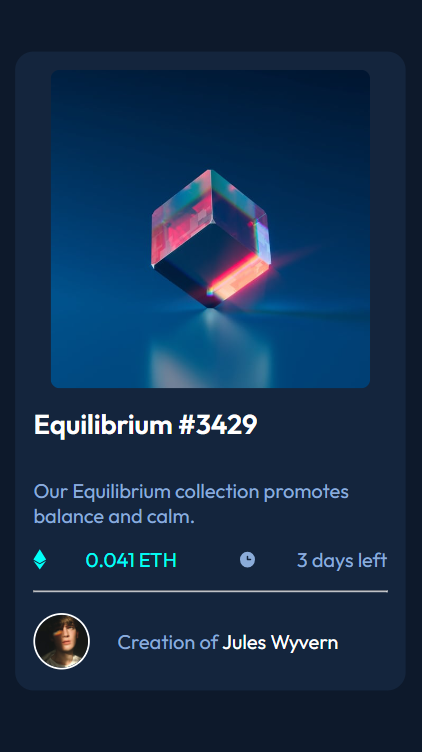 Equilibrium #3429
Our Equilibrium collection promotes
balance and calm.
0.041 ETH 3 days left
Creation of Jules Wyvern